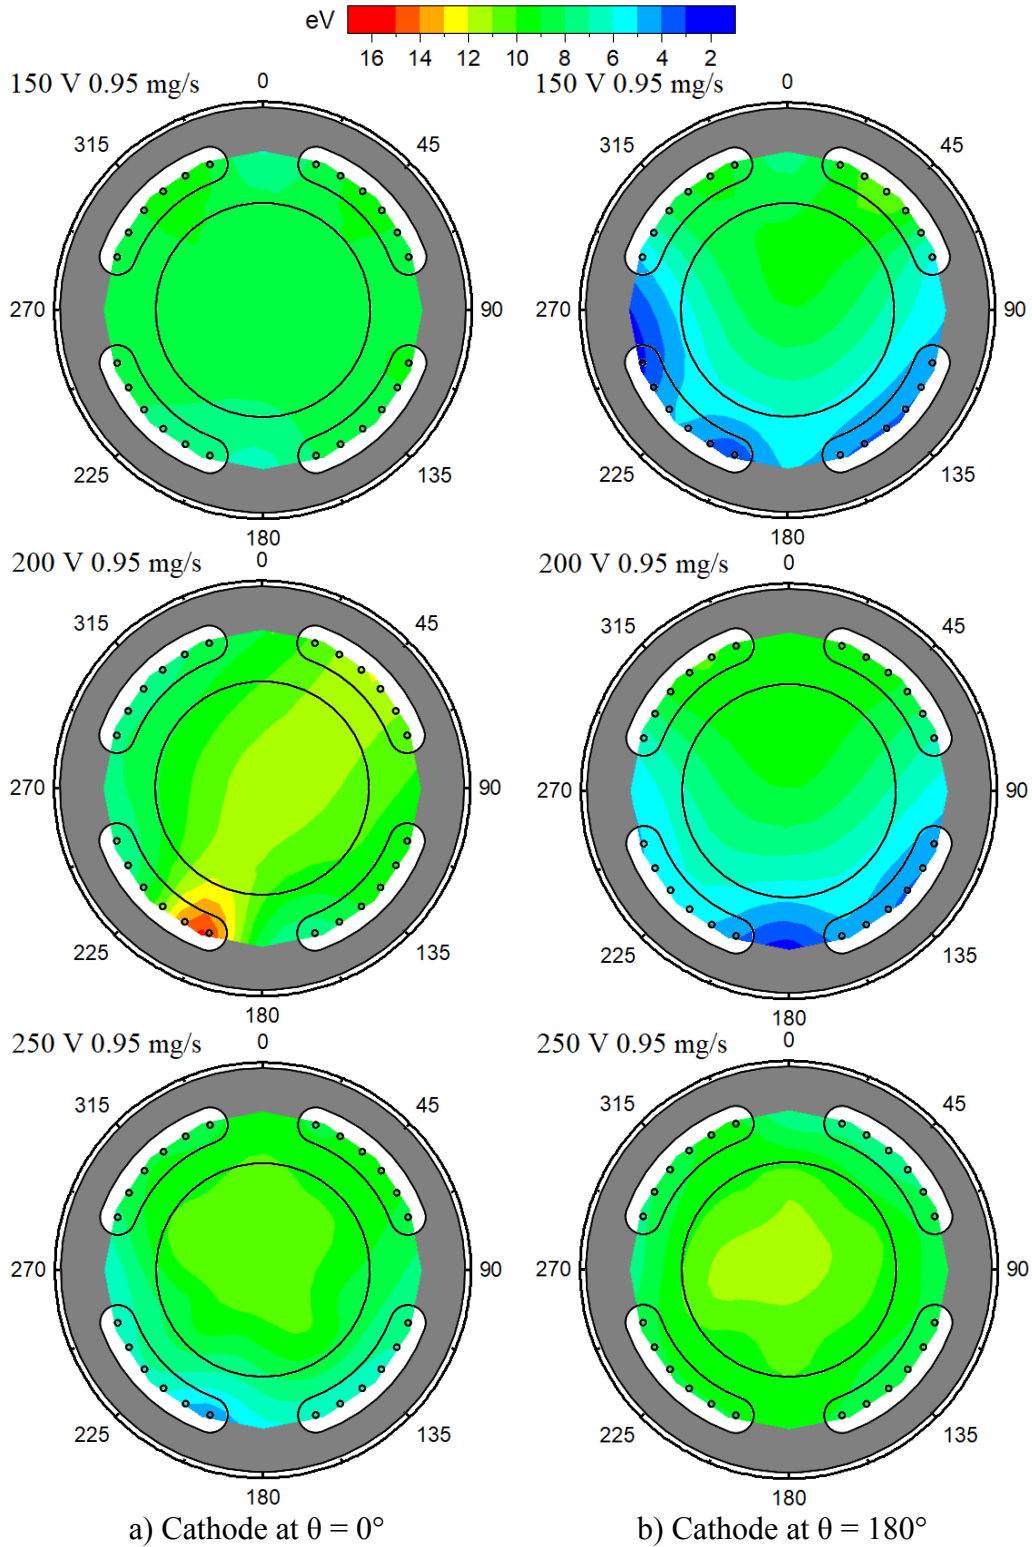 eV
16 14 12 10 8 6 4 2
150 V 0.95 mg/s 0
315 45
270 90
225 135
180
150 V 0.95 mg/s 0
315 45
270 90
225 135
180
200 V 0.95 mg/s 0
315 45
270 90
225 135
180
200 V 0.95 mg/s 0
315 45
270 90
225 135
180
250 V 0.95 mg/s 0
315 45
270 90
225 135
180
250 V 0.95 mg/s 0
315 45
270 90
225 135
180
a) Cathode at θ = 0°
b) Cathode at θ = 180°